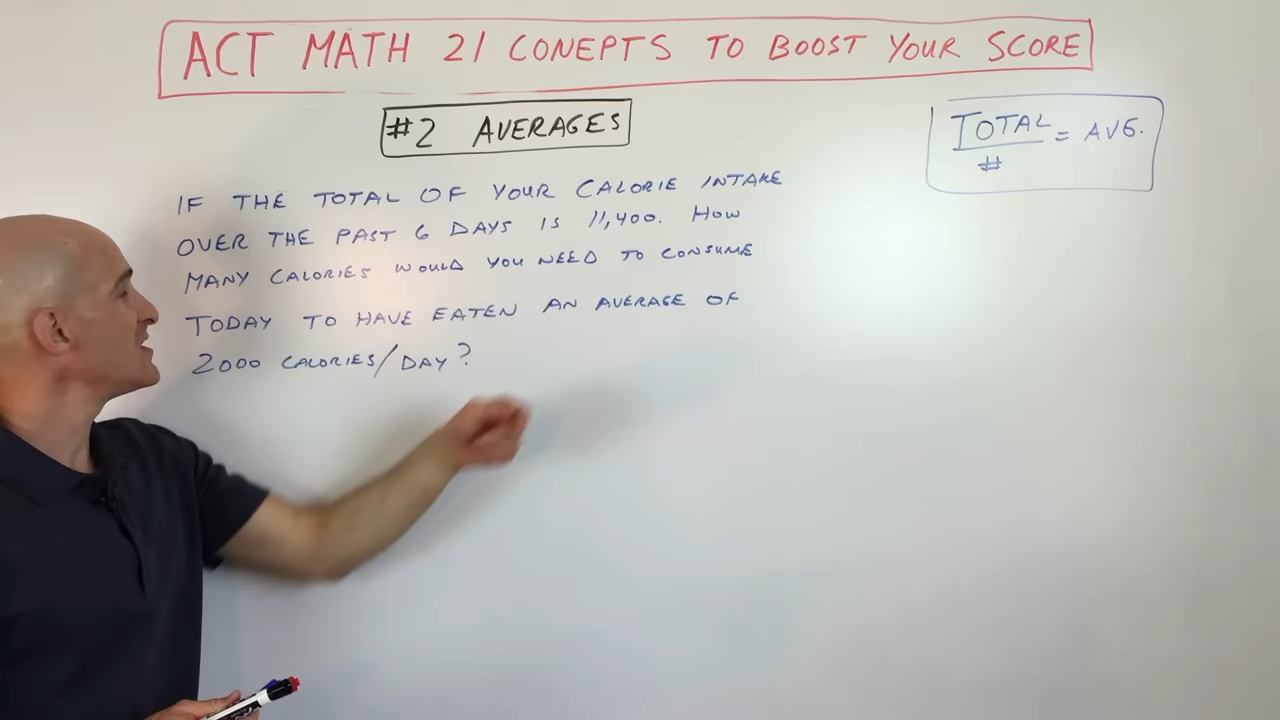 ACT MATH 21 CONEPTS TO BOOST YOUR SCORE
#2 AVERAGES
TOTAL
# = AVG.
IF THE TOTAL OF YOUR CALORIE INTAKE
OVER THE PAST 6 DAYS IS 11,400. HOW
MANY CALORIES WOULD YOU NEED TO CONSUME
TODAY TO HAVE EATEN AN AVERAGE OF
2000 CALORIES/DAY?